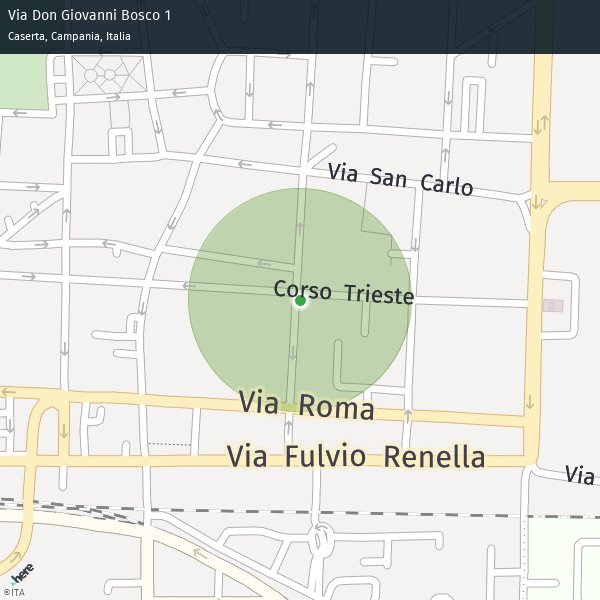 Via Don Giovanni Bosco 1
Caserta, Campania, Italia
Via San Carlo
Corso Trieste
Via Roma
Via Fulvio Renella
Via
here
©ITA